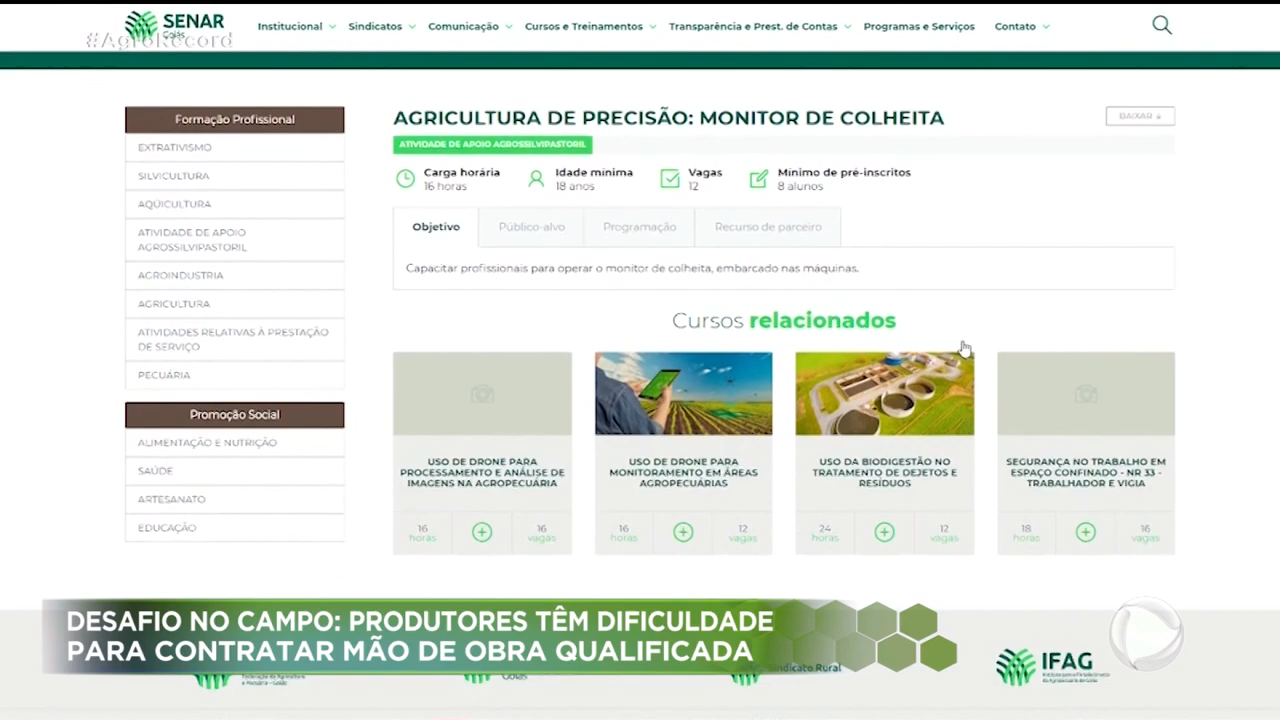 SENAR
Goiás
#AgroRecord
Institucional
Sindicatos
Comunicação
Cursos e Treinamentos
Transparência e Prest. de Contas
Programas e Serviços
Contato
Formação Profissional
EXTRATIVISMO
SILVICULTURA
AQUICULTURA
ATIVIDADE DE APOIO
AGROSSILVIPASTORIL
AGROINDUSTRIA
AGRICULTURA
ATIVIDADES RELATIVAS À PRESTAÇÃO
DE SERVIÇO
PECUÁRIA
Promoção Social
ALIMENTAÇÃO E NUTRIÇÃO
SAÚDE
ARTESANATO
EDUCAÇÃO
AGRICULTURA DE PRECISÃO: MONITOR DE COLHEITA
BAIXAR
ATIVIDADE DE APOIO AGROSSILVIPASTORIL
Carga horária
16 horas
Idade mínima
18 anos
Vagas
12
Mínimo de pré-inscritos
8 alunos
Objetivo
Público-alvo
Programação
Recurso de parceiro
Capacitar profissionais para operar o monitor de colheita, embarcado nas máquinas.
Cursos relacionados
USO DE DRONE PARA
PROCESSAMENTO E ANÁLISE DE
IMAGENS NA AGROPECUÁRIA
16
horas
16
vagas
USO DE DRONE PARA
MONITORAMENTO EM ÁREAS
AGROPECUÁRIAS
16
horas
12
vagas
USO DA BIODIGESTÃO NO
TRATAMENTO DE DEJETOS E
RESÍDUOS
24
horas
12
vagas
SEGURANÇA NO TRABALHO EM
ESPAÇO CONFINADO - NR 33 -
TRABALHADOR E VIGIA
18
horas
16
vagas
DESAFIO NO CAMPO: PRODUTORES TÊM DIFICULDADE
PARA CONTRATAR MÃO DE OBRA QUALIFICADA
Federação da Agricultura
e Pecuária - Goiás
Goiás
Sindicato Rural
IFAG